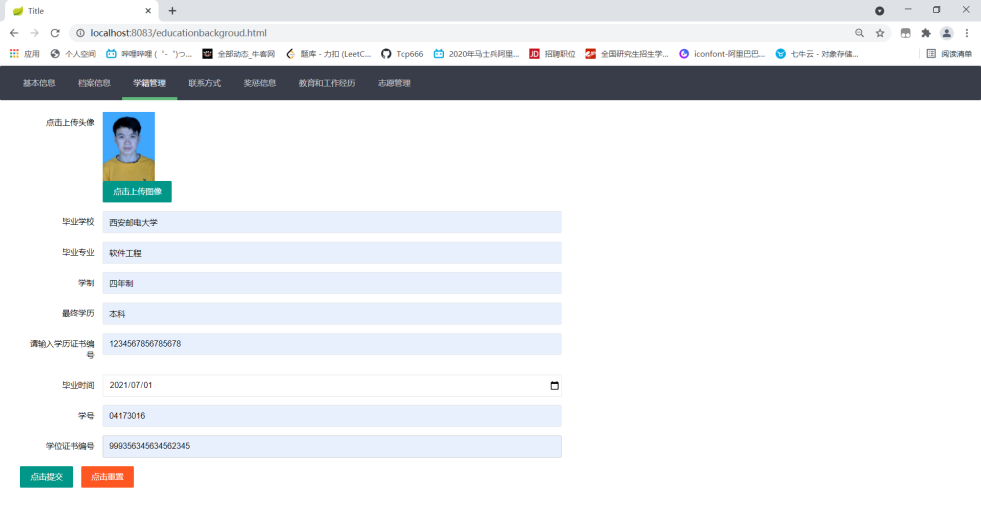 Title
localhost:8083/educationbackgroud.html
应用 个人空间 哔哩哔哩 ( ゜- ゜)つ... 全部动态_牛客网 题库 - 力扣 (LeetC... Tcp666 2020年马士兵阿里... 招聘职位 全国研究生招生学... iconfont-阿里巴巴... 七牛云 - 对象存储... 阅读清单
基本信息 档案信息 学籍管理 联系方式 奖惩信息 教育和工作经历 志愿管理
点击上传头像
点击上传图像
毕业学校 西安邮电大学
毕业专业 软件工程
学制 四年制
最终学历 本科
请输入学历证书编 1234567856785678
号
毕业时间 2021/07/01
学号 04173016
学位证书编号 999356345634562345
点击提交 点击重置